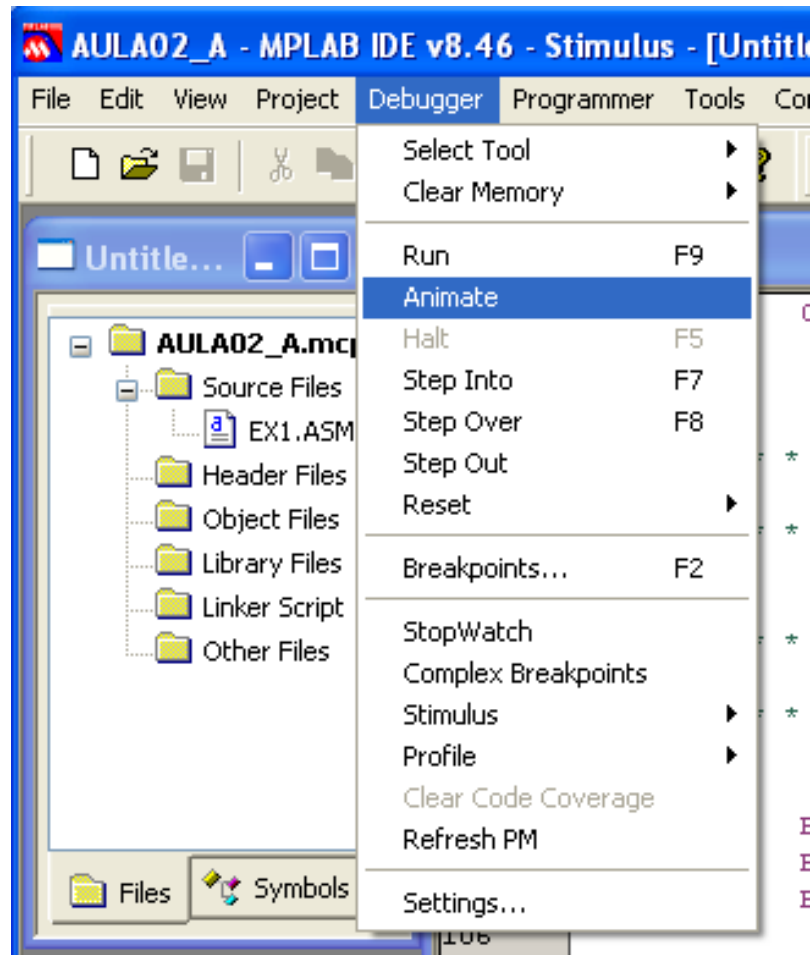 AULA02_A - MPLAB IDE v8.46 - Stimulus - [Untitle
File Edit View Project Debugger Programmer Tools Co
Select Tool
Clear Memory
Untitle...
Run F9
Animate
Halt F5
Step Into F7
Step Over F8
Step Out
Reset
Breakpoints... F2
StopWatch
Complex Breakpoints
Stimulus
Profile
Clear Code Coverage
Refresh PM
Settings...
AULA02_A.mcp
Source Files
EX1.ASM
Header Files
Object Files
Library Files
Linker Script
Other Files
Files Symbols
106